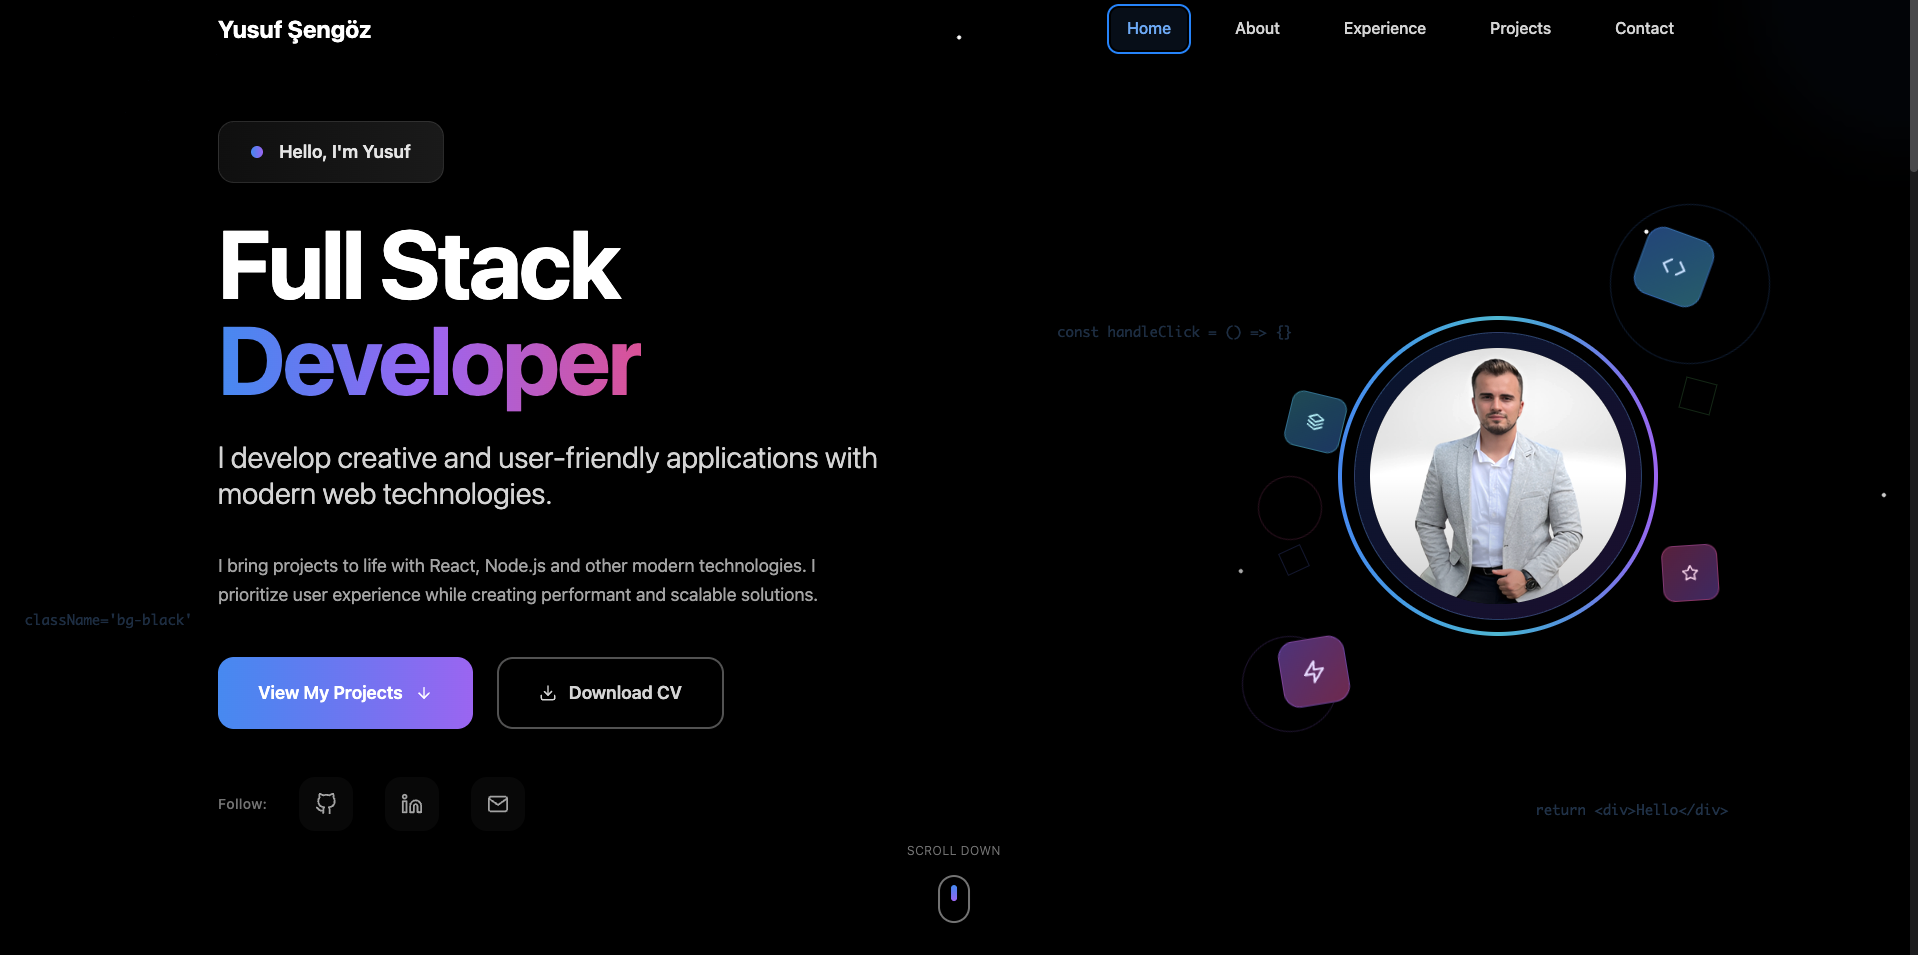 Yusuf Şengöz
Home
About
Experience
Projects
Contact
Hello, I'm Yusuf
Full Stack
Developer
I develop creative and user-friendly applications with
modern web technologies.
I bring projects to life with React, Node.js and other modern technologies. I
prioritize user experience while creating performant and scalable solutions.
View My Projects
Download CV
Follow:
const handleClick = () => {}
className='bg-black'
return <div>Hello</div>
SCROLL DOWN